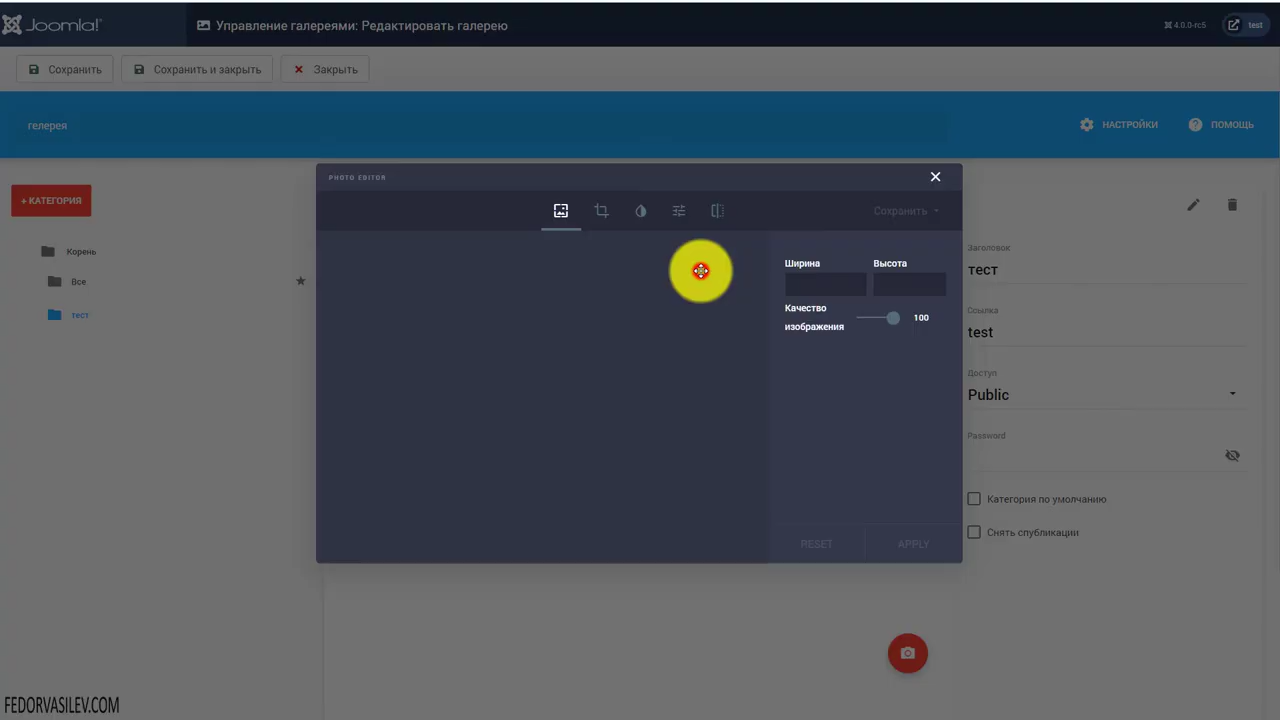 Joomla!
Управление галереями: Редактировать галерею
4.0.0-rc5
test
Сохранить
Сохранить и закрыть
Закрыть
гелерея
НАСТРОЙКИ
ПОМОЩЬ
+ КАТЕГОРИЯ
Корень
Все
тест
PHOTO EDITOR
Сохранить
Ширина
Высота
Качество
изображения
100
RESET
APPLY
Заголовок
тест
Ссылка
test
Доступ
Public
Password
Категория по умолчанию
Снять спубликации
FEDORVASILEV.COM